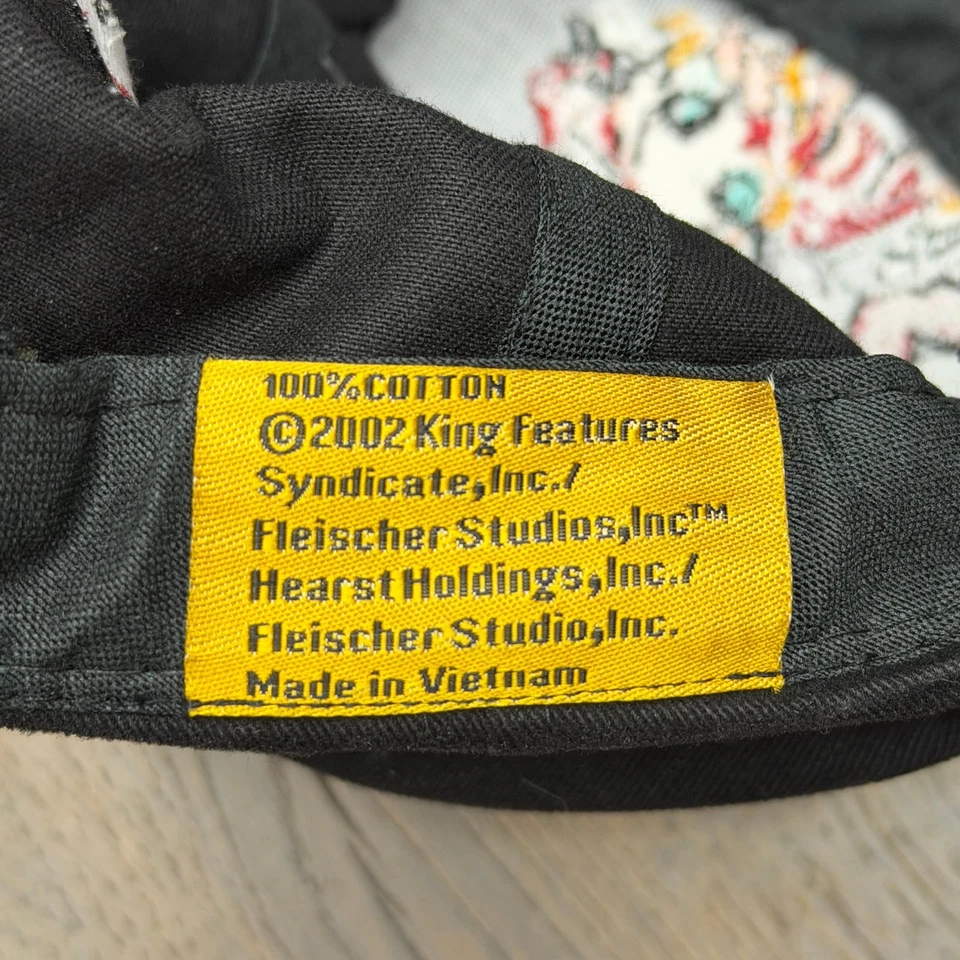 100% COTTON
©2002 King Features
Syndicate,Inc./
Fleischer Studios,Inc™
Hearst Holdings,Inc./
Fleischer Studio,Inc.
Made in Vietnam